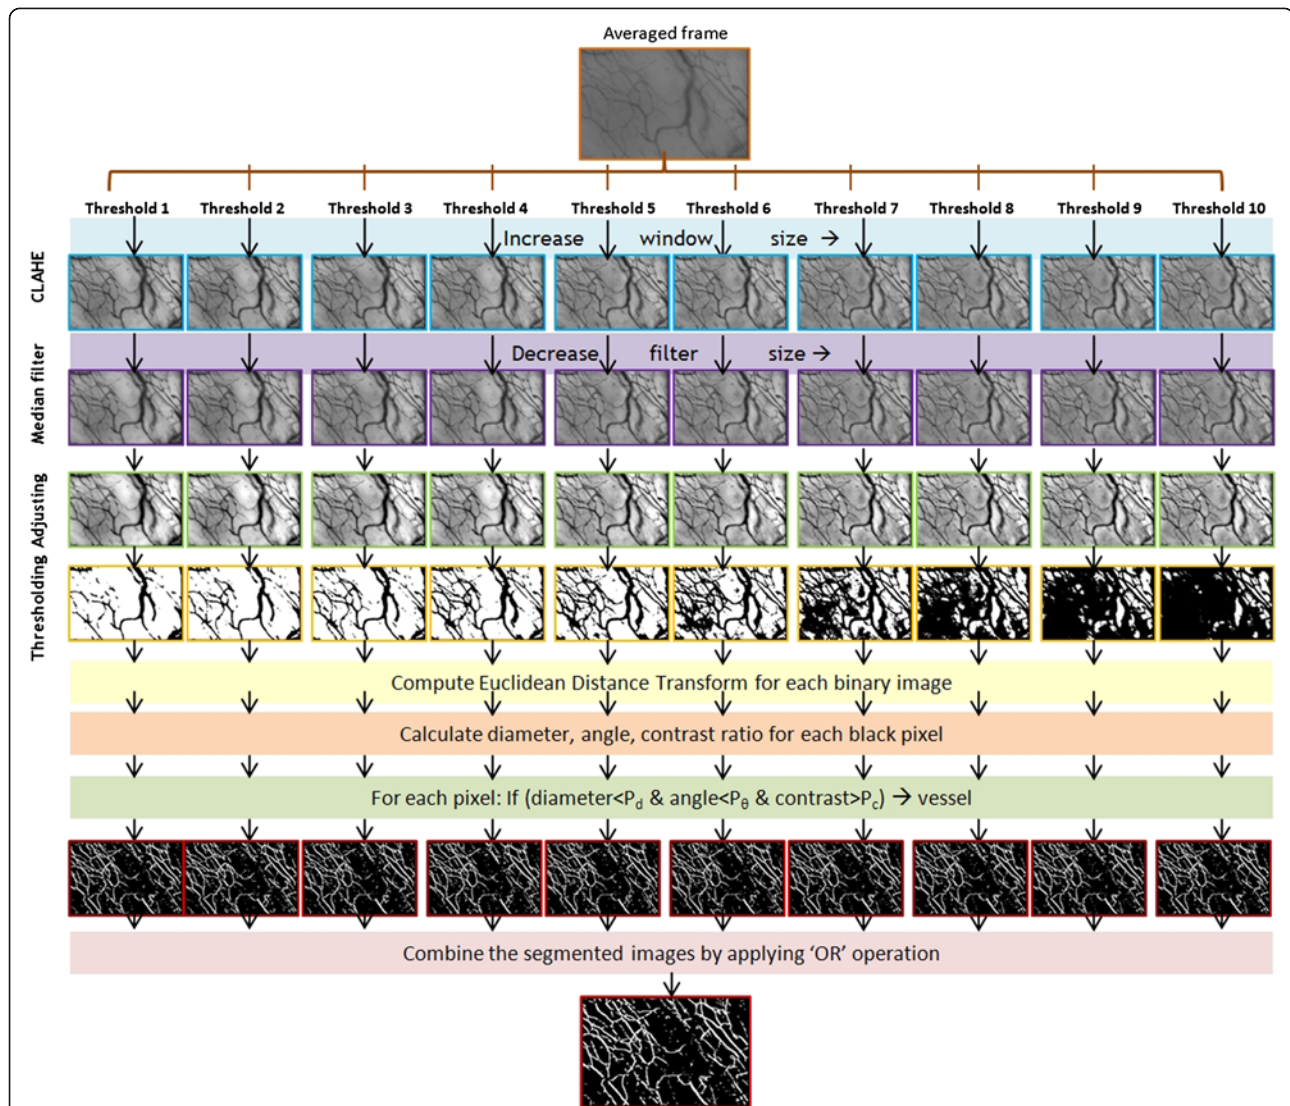 Averaged frame
Threshold 1 Threshold 2 Threshold 3 Threshold 4 Threshold 5 Threshold 6 Threshold 7 Threshold 8 Threshold 9 Threshold 10
Increase window size →
CLAHE
Decrease filter size →
Median filter
Adjusting
Thresholding
Compute Euclidean Distance Transform for each binary image
Calculate diameter, angle, contrast ratio for each black pixel
For each pixel: If (diameter<P_d & angle<P_θ & contrast>P_c) → vessel
Combine the segmented images by applying ‘OR’ operation